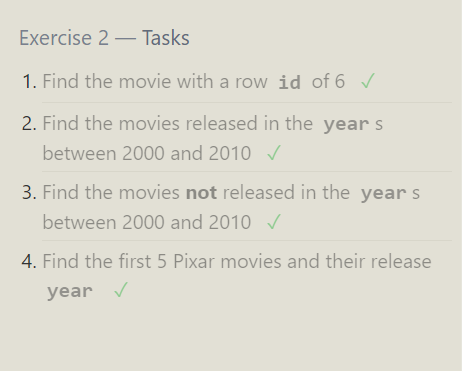 Exercise 2 — Tasks
1. Find the movie with a row id of 6 ✓
2. Find the movies released in the year s
between 2000 and 2010 ✓
3. Find the movies not released in the year s
between 2000 and 2010 ✓
4. Find the first 5 Pixar movies and their release
year ✓